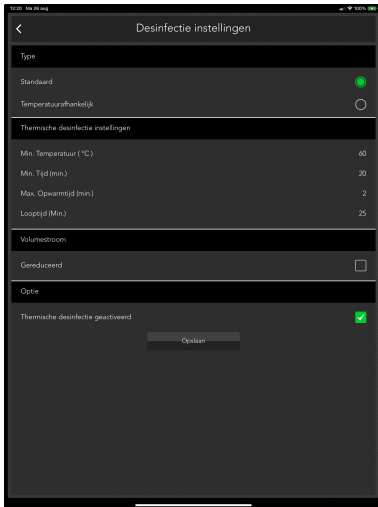 12:20 Ma 26 aug
100%
Desinfectie instellingen
Type
Standaard
Temperatuurafhankelijk
Thermische desinfectie instellingen
Min. Temperatuur ( °C ) 60
Min. Tijd (min.) 20
Max. Opwarmtijd (min.) 2
Looptijd (Min.) 25
Volumestroom
Gereduceerd
Optie
Thermische desinfectie geactiveerd
Opslaan